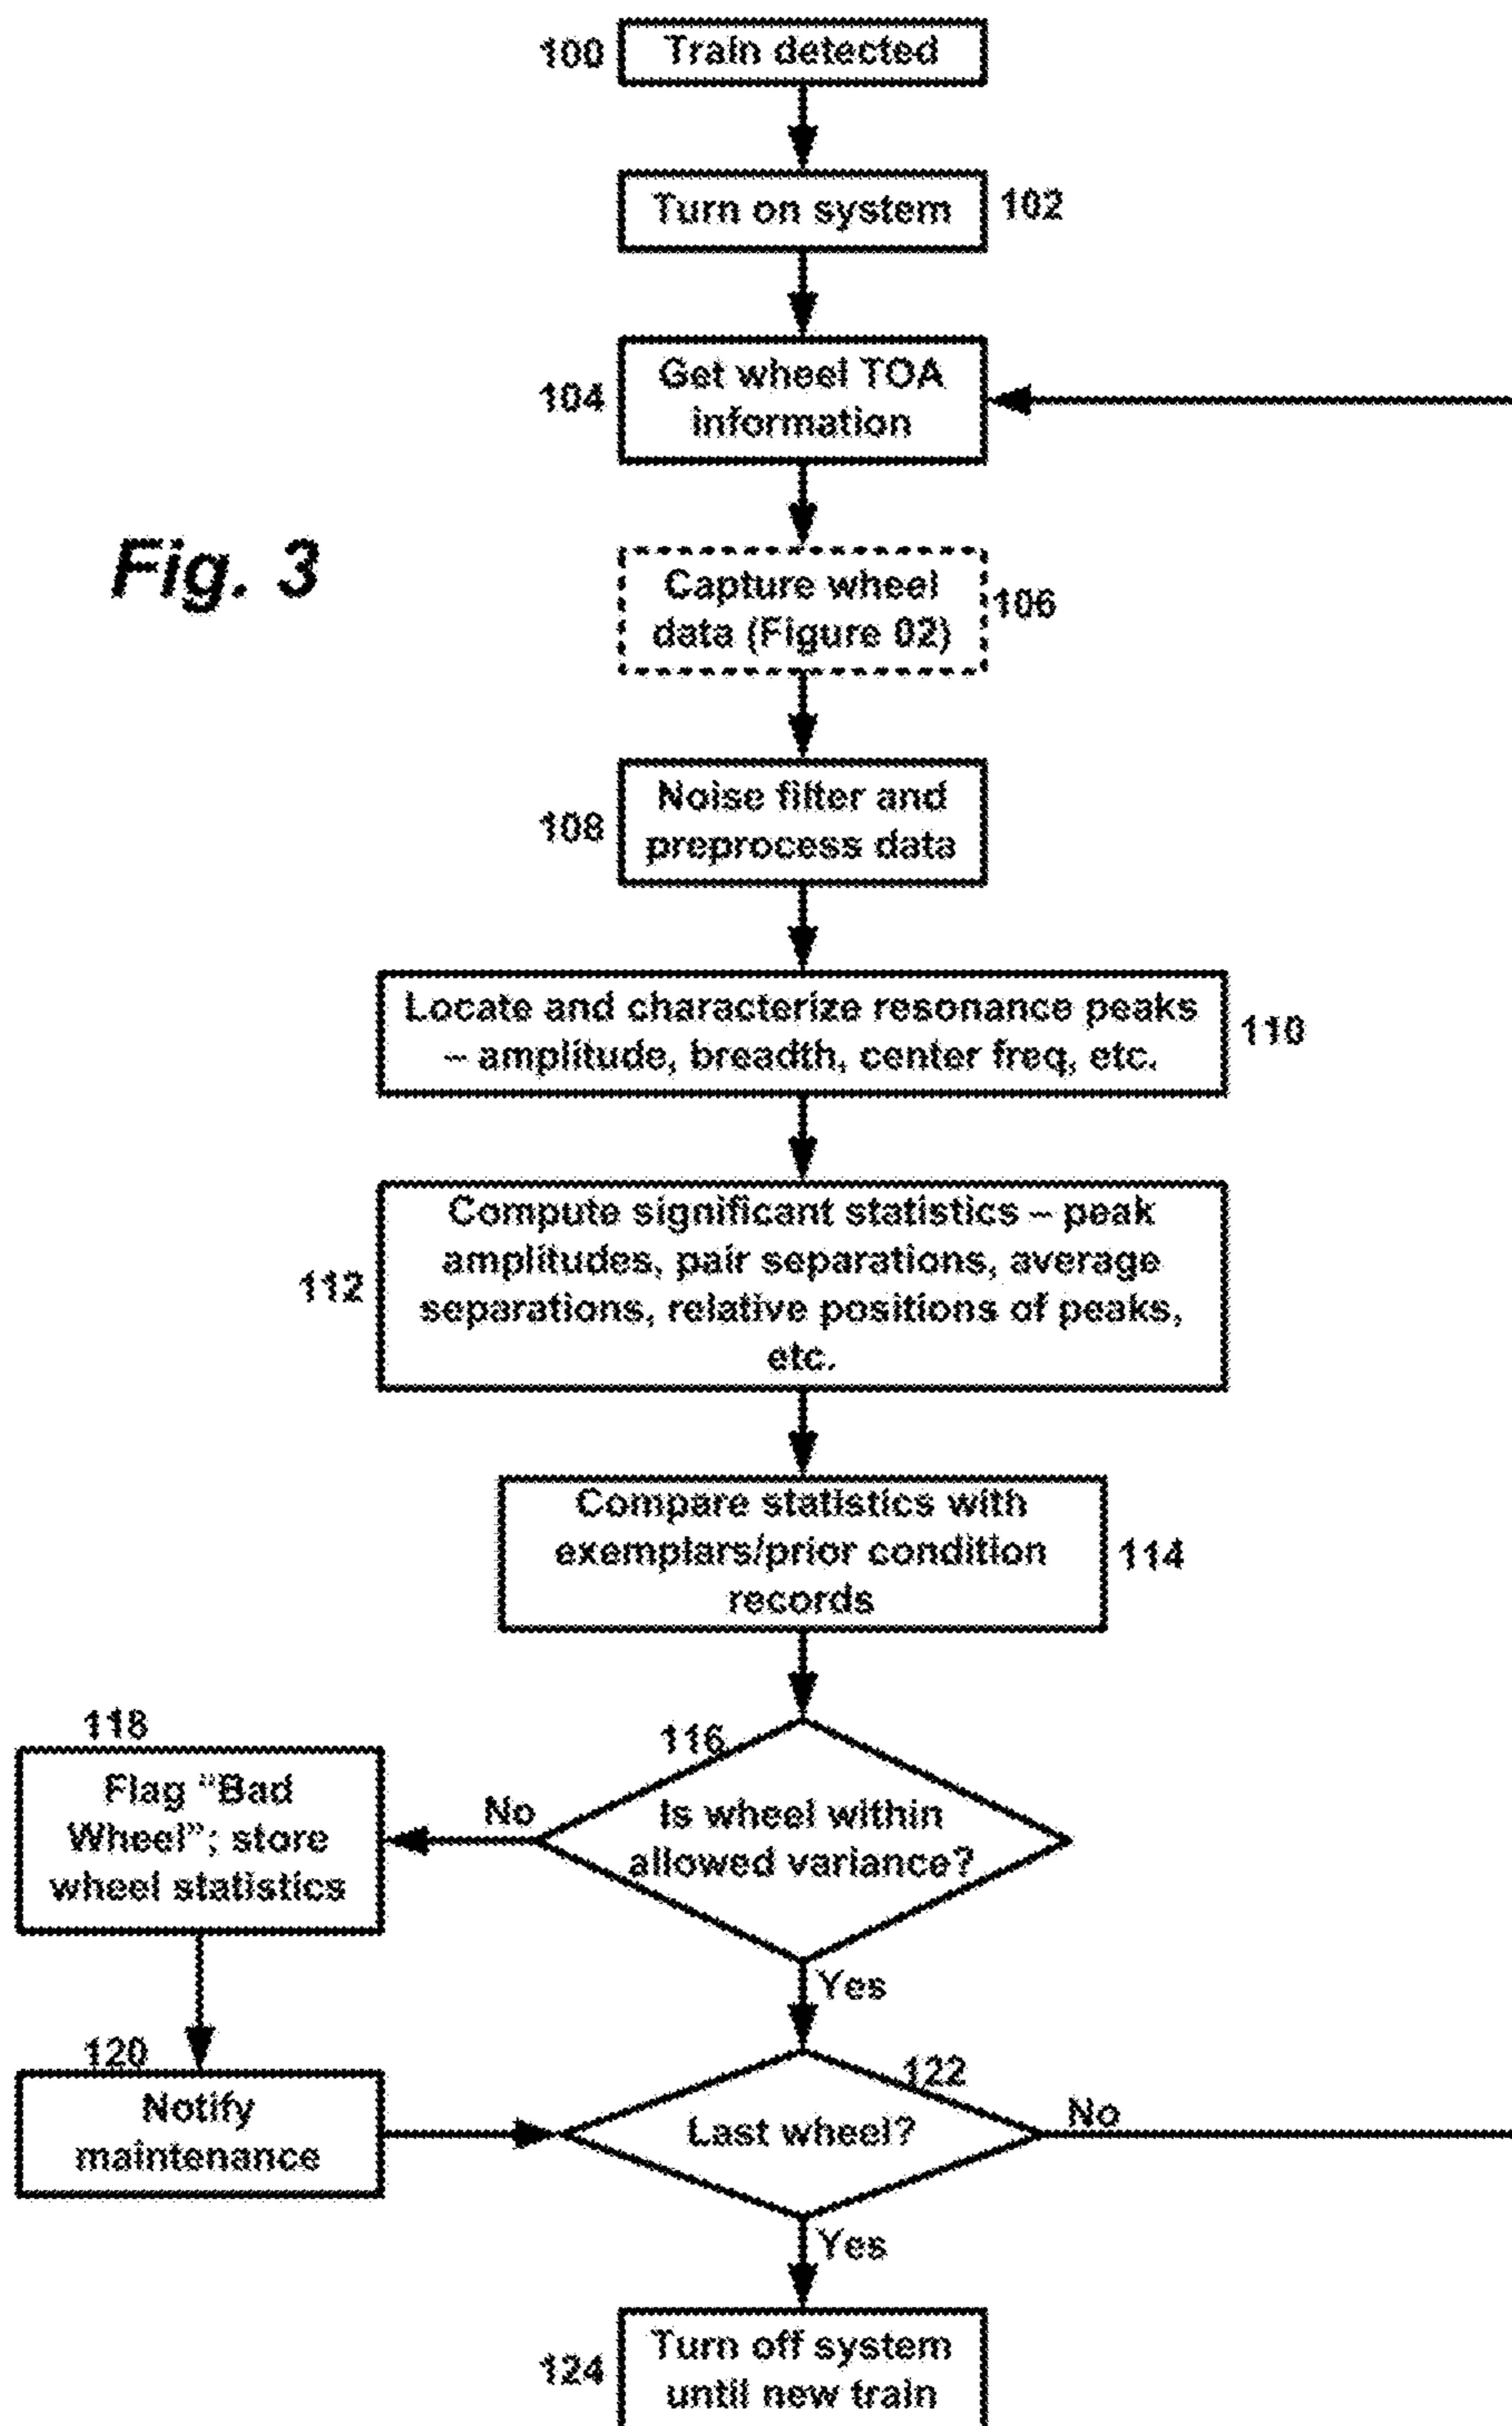 100
Train detected
Turn on system
102
104
Get wheel TOA
information
Fig. 3
Capture wheel
data (Figure 02)
106
108
Noise filter and
preprocess data
Locate and characterize resonance peaks
– amplitude, breadth, center freq, etc.
110
112
Compute significant statistics – peak
amplitudes, pair separations, average
separations, relative positions of peaks,
etc.
Compare statistics with
exemplars/prior condition
records
114
116
Is wheel within
allowed variance?
No
118
Flag "Bad
Wheel"; store
wheel statistics
Yes
120
Notify
maintenance
122
Last wheel?
No
Yes
124
Turn off system
until new train